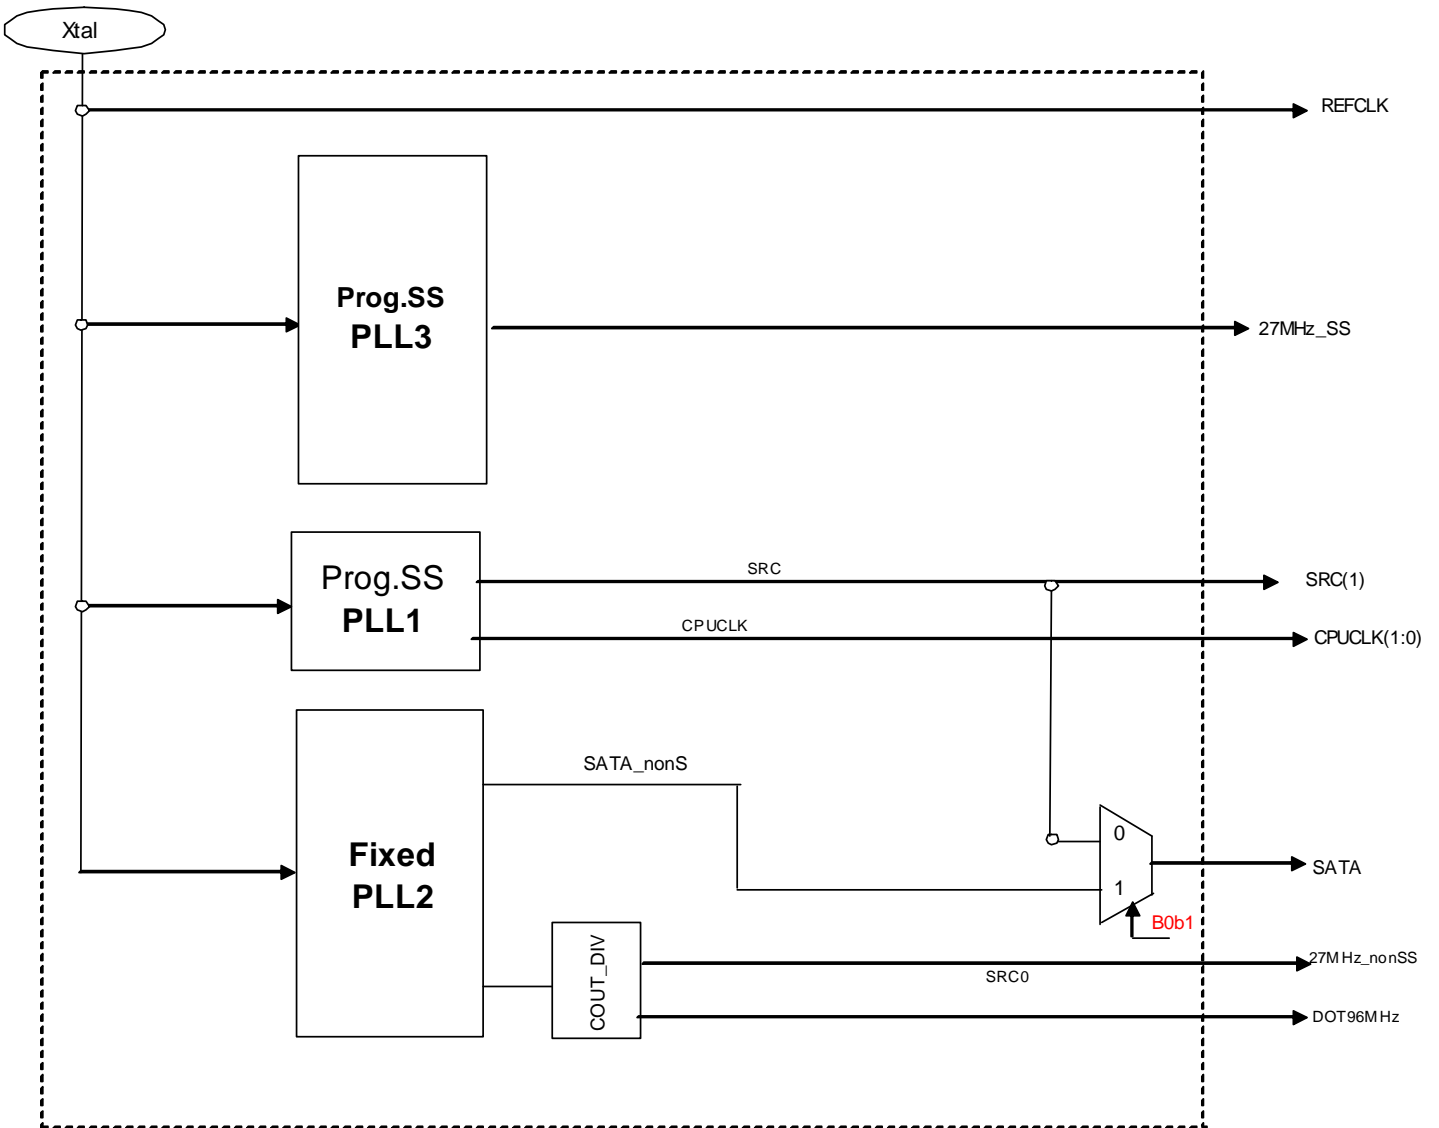 Xtal
REFCLK
Prog.SS
PLL3
27MHz_SS
Prog.SS
PLL1
SRC
SRC(1)
CPUCLK
CPUCLK(1:0)
SATA_nonS
Fixed
PLL2
0
1
SATA
B0b1
COUT_DIV
27MHz_nonSS
SRC0
DOT96MHz